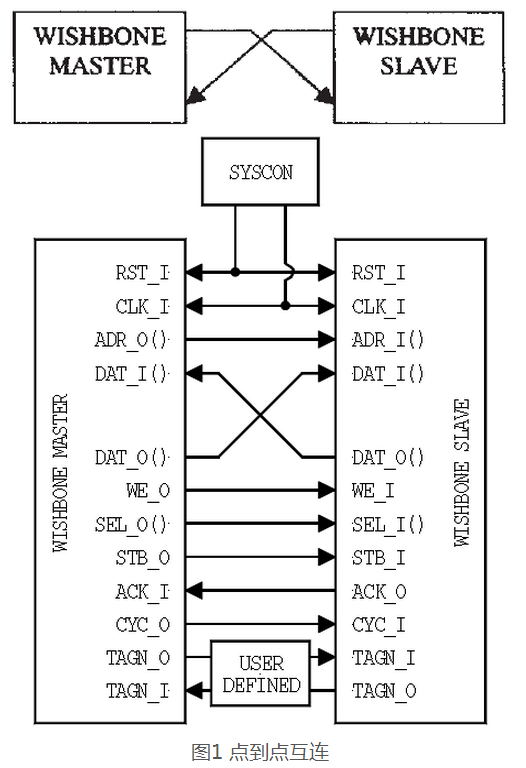 WISHBONE
MASTER
WISHBONE
SLAVE
SYSCON
WISHBONE MASTER
RST_I
CLK_I
ADR_O()
DAT_I()
DAT_O()
WE_O
SEL_O()
STB_O
ACK_I
CYC_O
TAGN_O
TAGN_I
USER
DEFINED
RST_I
CLK_I
ADR_I()
DAT_I()
DAT_O()
WE_I
SEL_I()
STB_I
ACK_O
CYC_I
TAGN_I
TAGN_O
WISHBONE SLAVE
图1 点到点互连